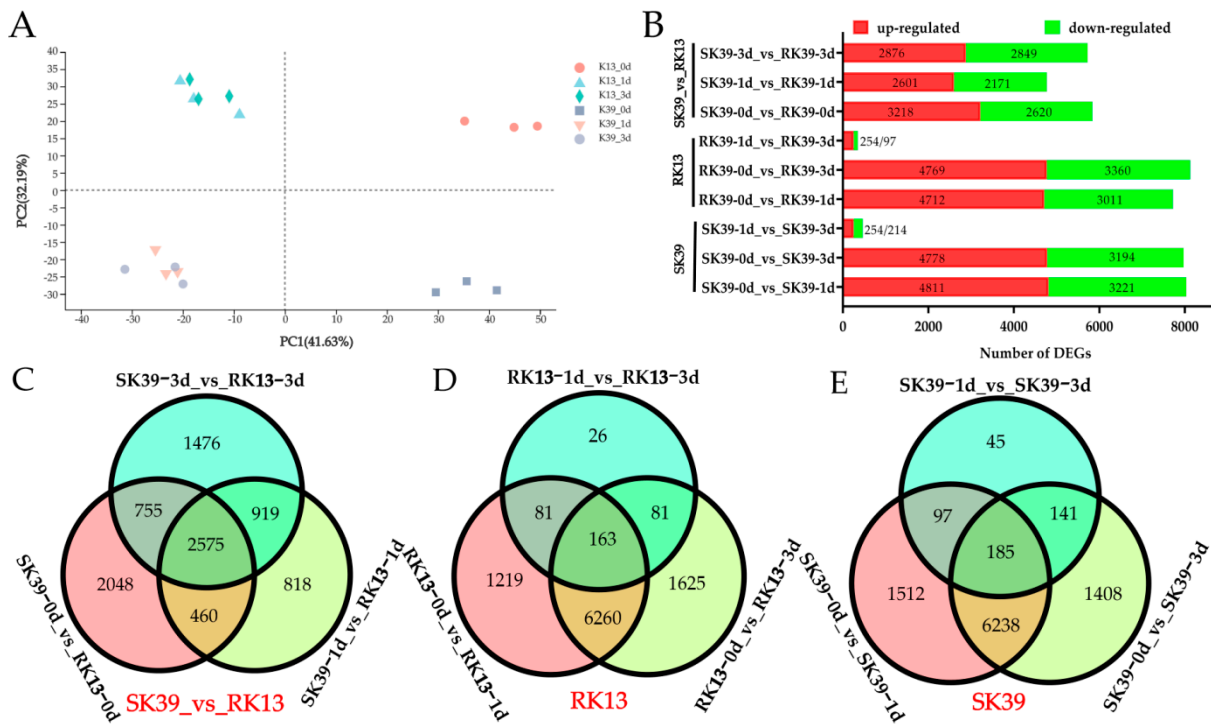 A
40
35
30
25
20
15
10
5
0
-5
-10
-15
-20
-25
-30
PC2(32.19%)
-40
-30
-20
-10
0
10
20
30
40
50
PC1(41.63%)
K13_0d
K13_1d
K13_3d
K39_0d
K39_1d
K39_3d
B
up-regulated
down-regulated
SK39_vs_RK13
SK39-3d_vs_RK39-3d
2876
2849
SK39-1d_vs_RK39-1d
2601
2171
SK39-0d_vs_RK39-0d
3218
2620
RK13
RK39-1d_vs_RK39-3d
254/97
RK39-0d_vs_RK39-3d
4769
3360
RK39-0d_vs_RK39-1d
4712
3011
SK39
SK39-1d_vs_SK39-3d
254/214
SK39-0d_vs_SK39-3d
4778
3194
SK39-0d_vs_SK39-1d
4811
3221
0
2000
4000
6000
8000
Number of DEGs
C
SK39-3d_vs_RK13-3d
1476
755
919
2575
2048
818
460
SK39-0d_vs_RK13-0d
SK39-1d_vs_RK13-1d
SK39_vs_RK13
D
RK13-1d_vs_RK13-3d
26
81
81
163
1219
1625
6260
RK13-0d_vs_RK13-1d
RK13-0d_vs_RK13-3d
RK13
E
SK39-1d_vs_SK39-3d
45
97
141
185
1512
1408
6238
SK39-0d_vs_SK39-1d
SK39-0d_vs_SK39-3d
SK39